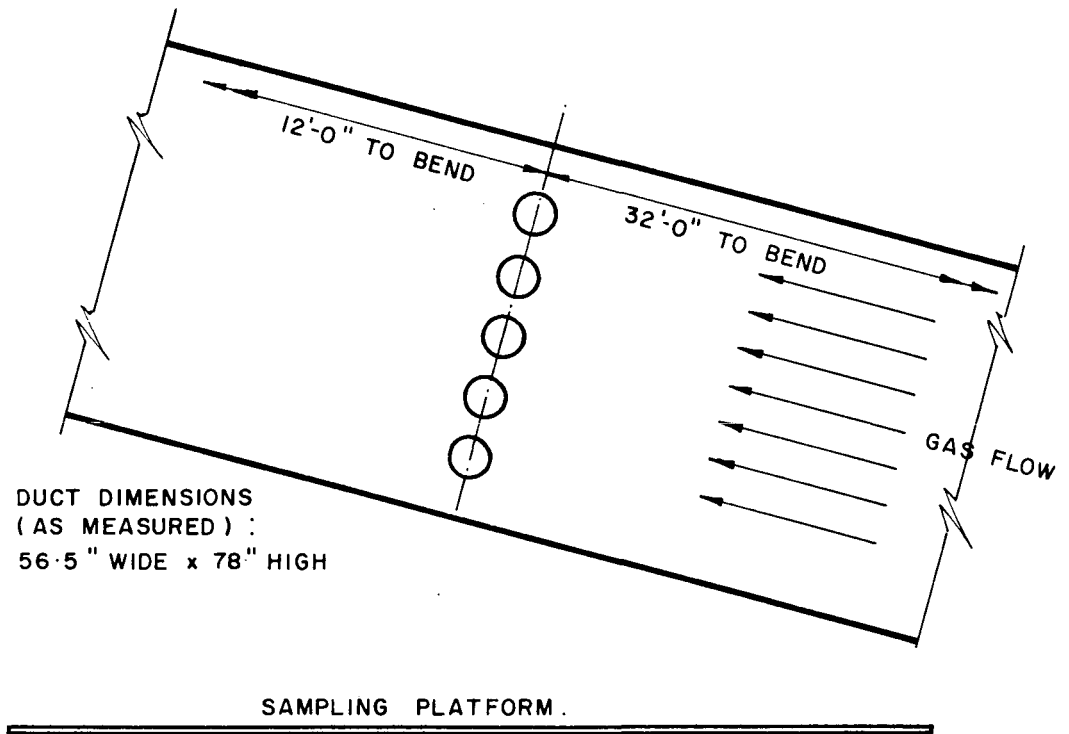 12'-0" TO BEND
32'-0" TO BEND
GAS FLOW
DUCT DIMENSIONS
(AS MEASURED) :
56·5" WIDE x 78" HIGH
SAMPLING PLATFORM.